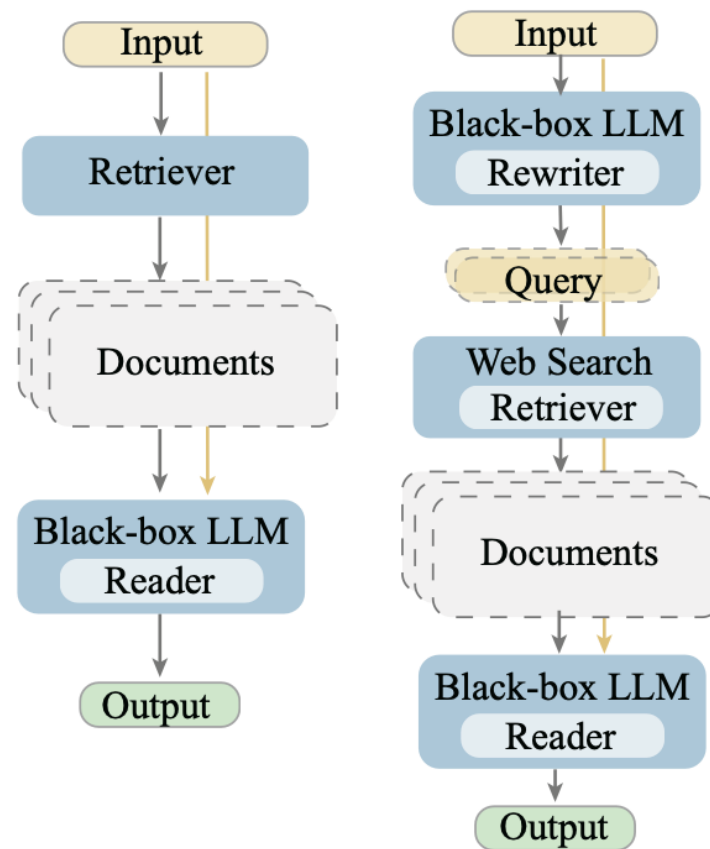 Input
Retriever
Documents
Black-box LLM
Reader
Output
Input
Black-box LLM
Rewriter
Query
Web Search
Retriever
Documents
Black-box LLM
Reader
Output